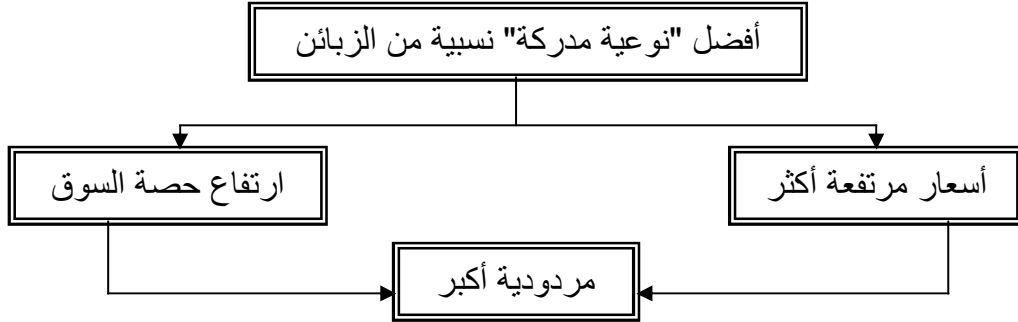 أفضل "نوعية مدركة" نسبية من الزبائن
أسعار مرتفعة أكثر
ارتفاع حصة السوق
مردودية أكبر